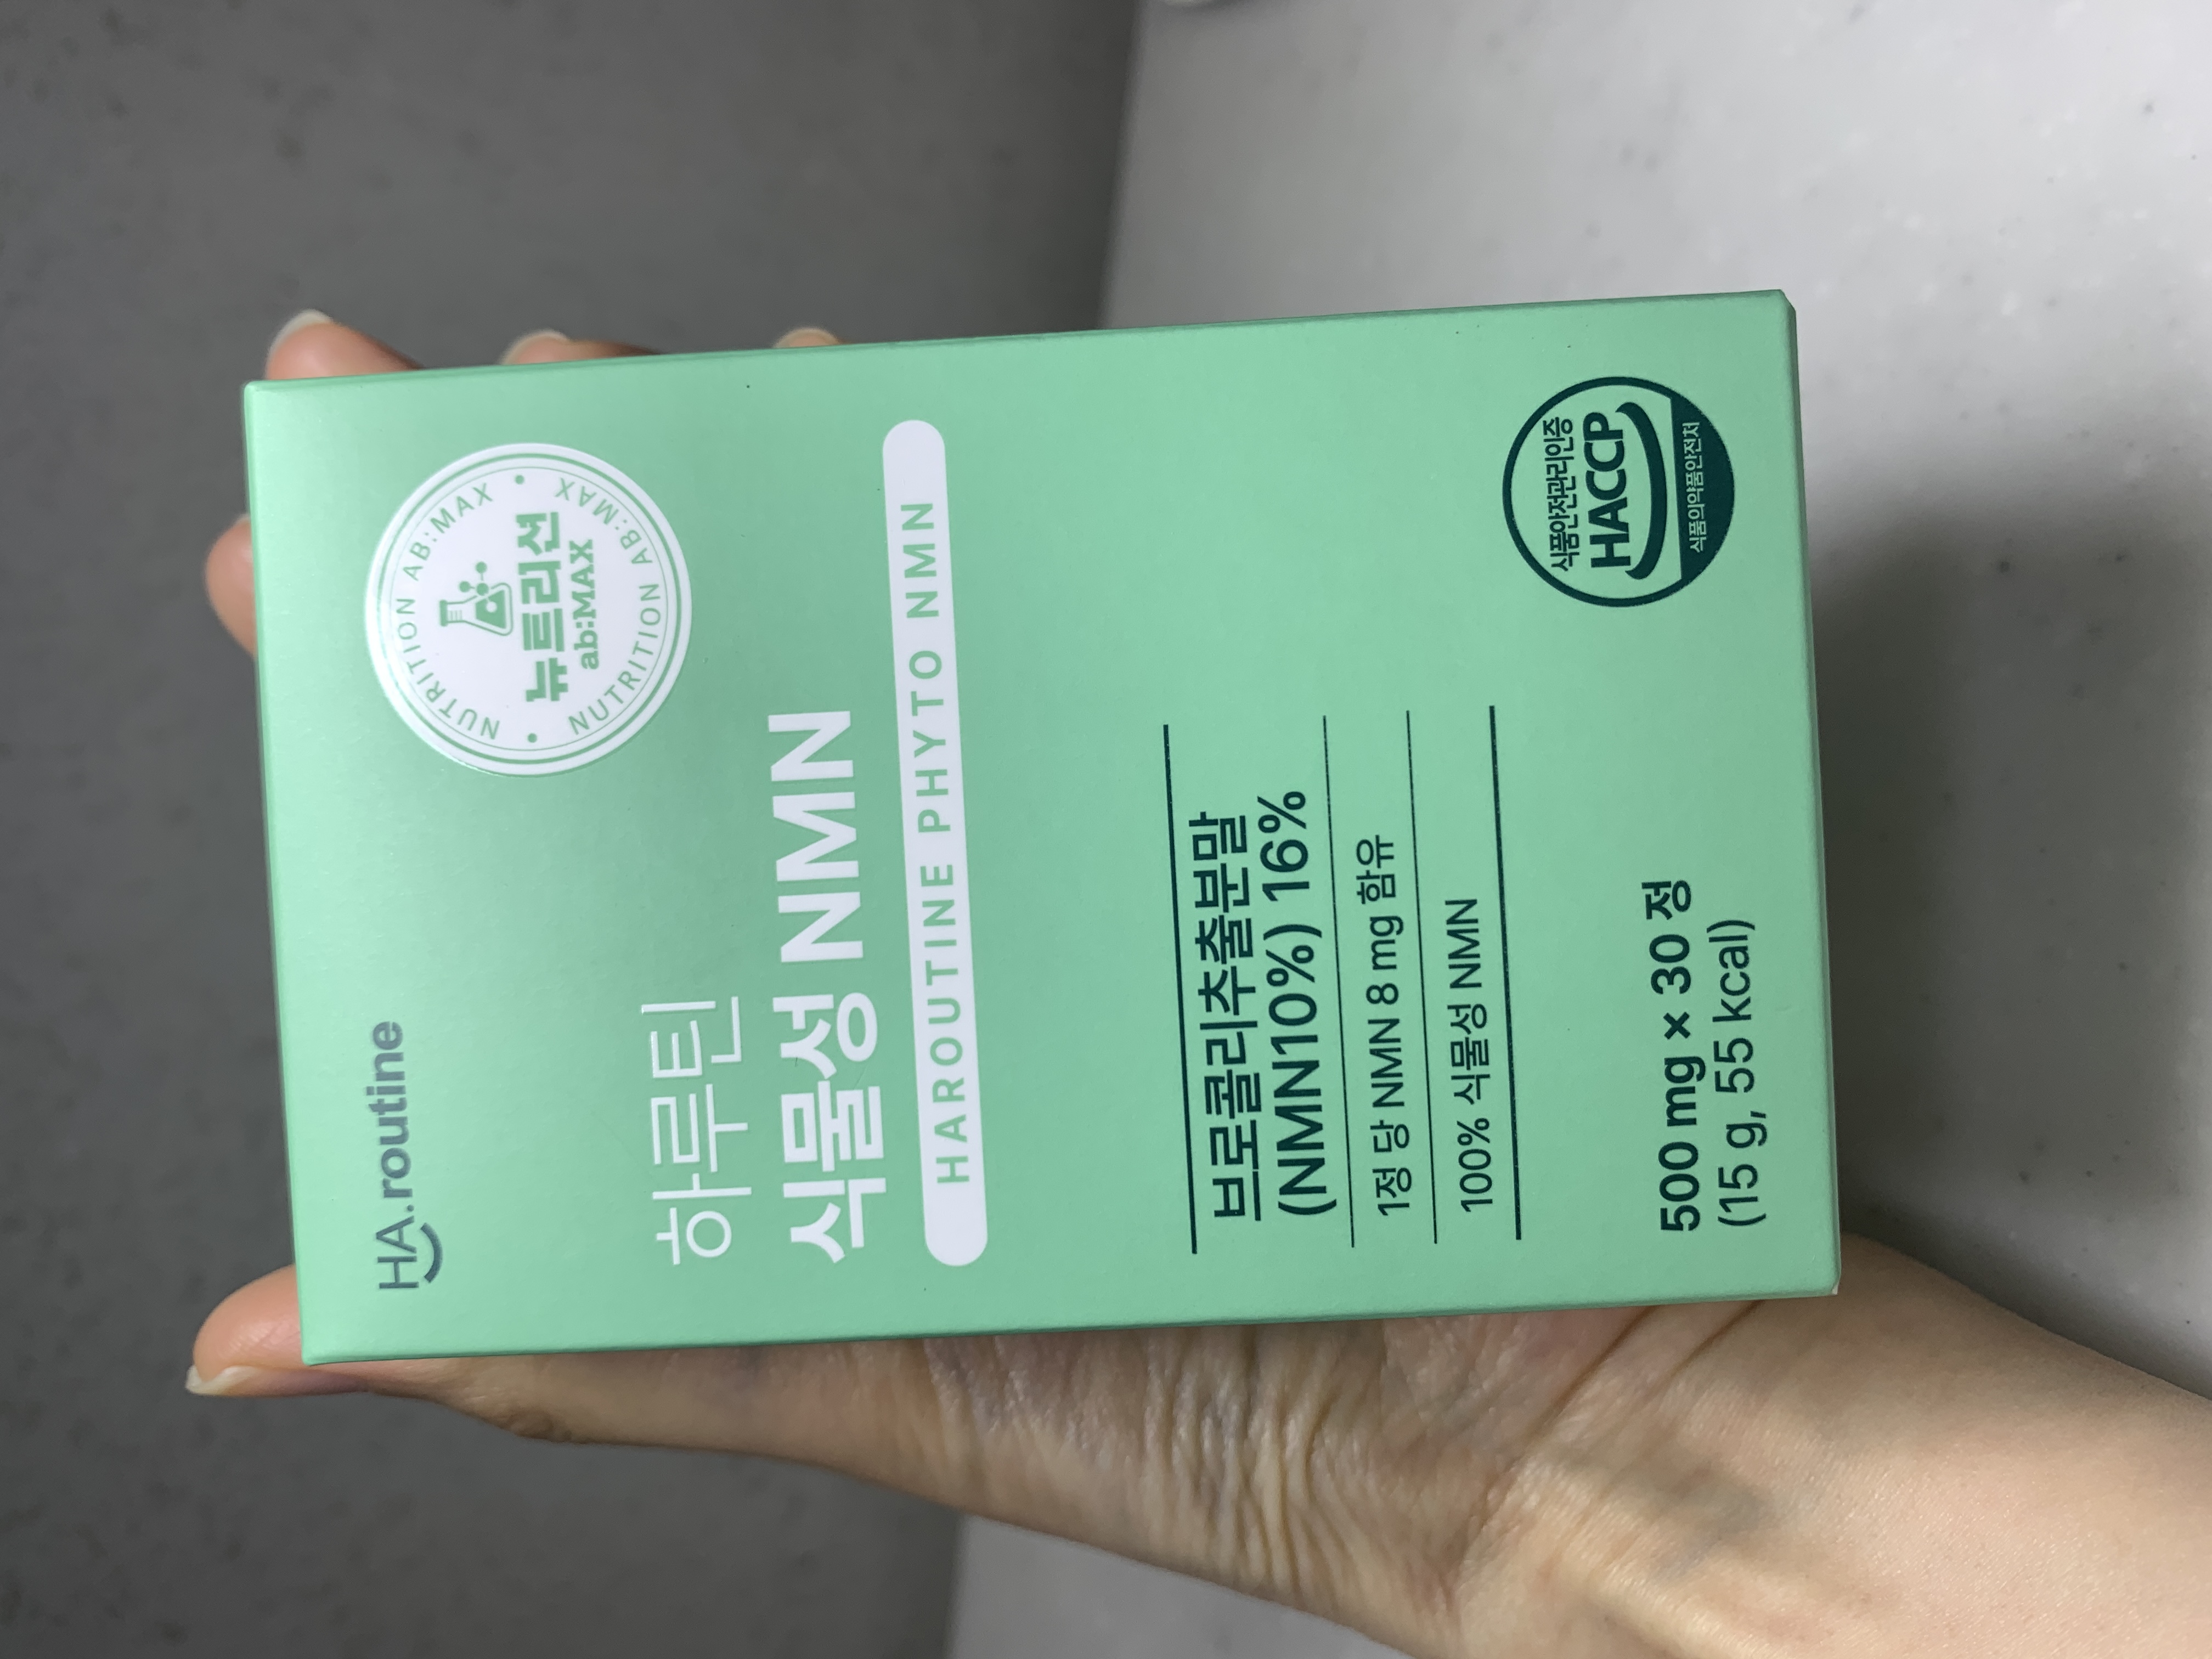 HA.routine
NUTRITION AB:MAX • NUTRITION AB:MAX •
뉴트리션
ab:MAX
하루틴
식물성 NMN
HAROUTINE PHYTO NMN
브로콜리추출분말
(NMN10%) 16%
1정 당 NMN 8 mg 함유
100% 식물성 NMN
500 mg × 30 정
(15 g, 55 kcal)
식품안전관리인증
HACCP
식품의약품안전처